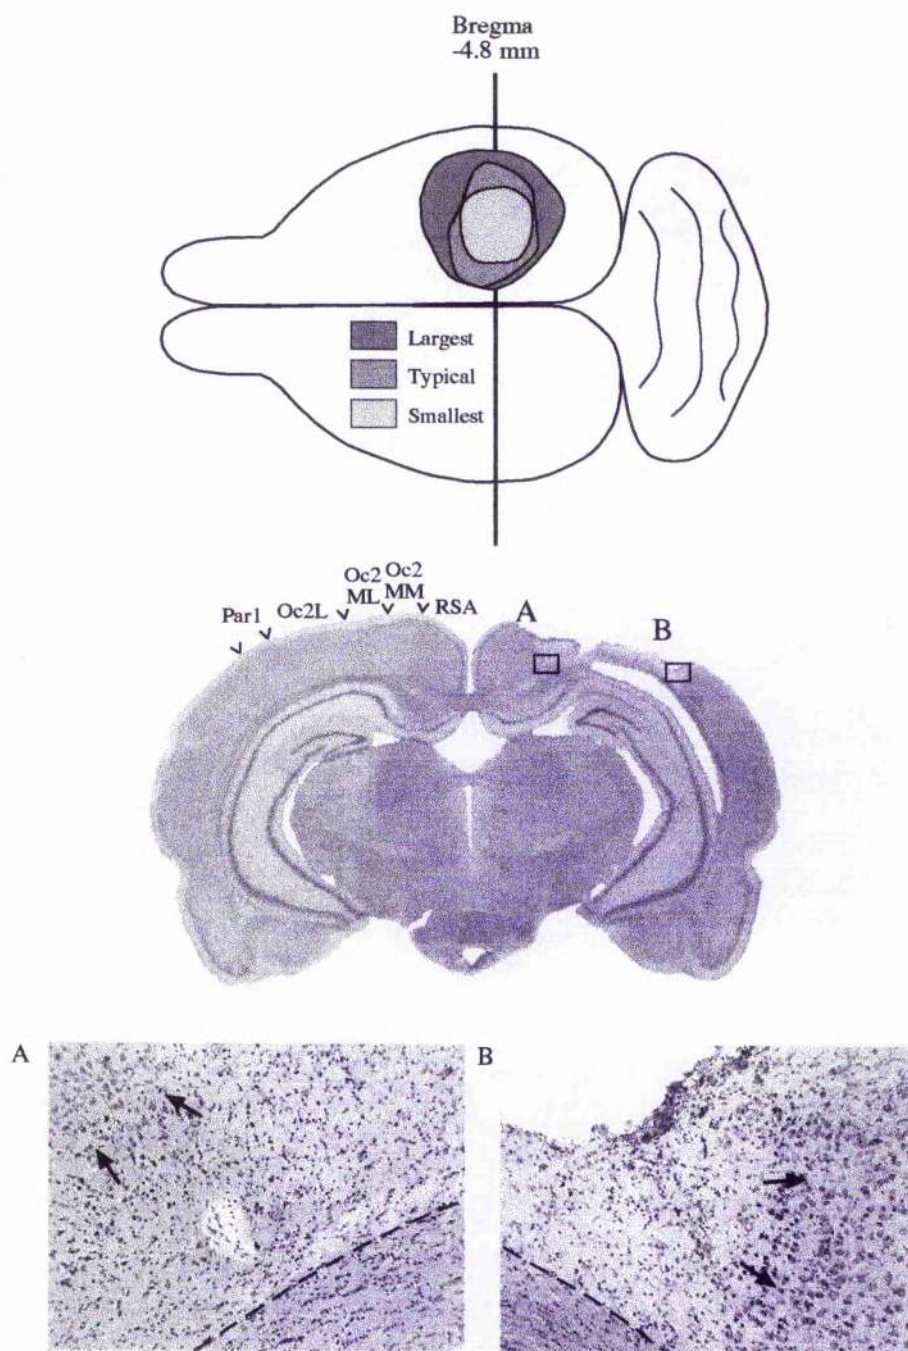 Bregma
-4.8 mm
Largest
Typical
Smallest
Oc2 Oc2
Par1 Oc2L ML MM RSA A B
A B